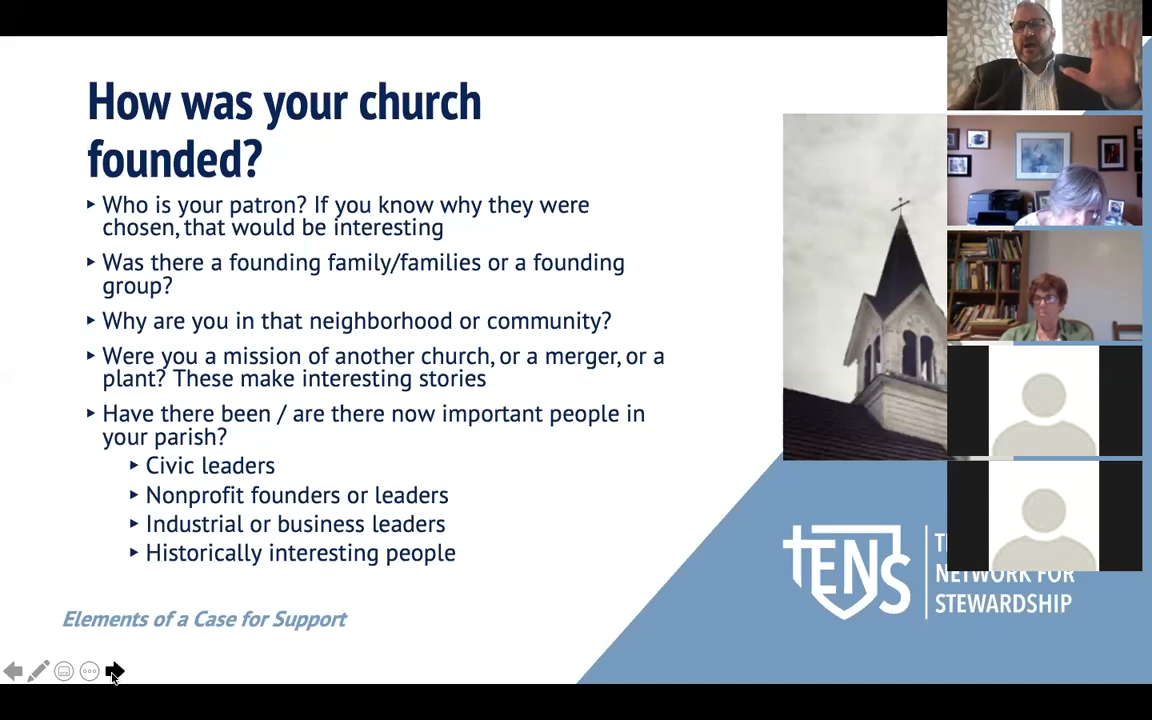 How was your church
founded?
Who is your patron? If you know why they were
chosen, that would be interesting
Was there a founding family/families or a founding
group?
Why are you in that neighborhood or community?
Were you a mission of another church, or a merger, or a
plant? These make interesting stories
Have there been / are there now important people in
your parish?
Civic leaders
Nonprofit founders or leaders
Industrial or business leaders
Historically interesting people
Elements of a Case for Support
tENS
NETWORK FOR
STEWARDSHIP